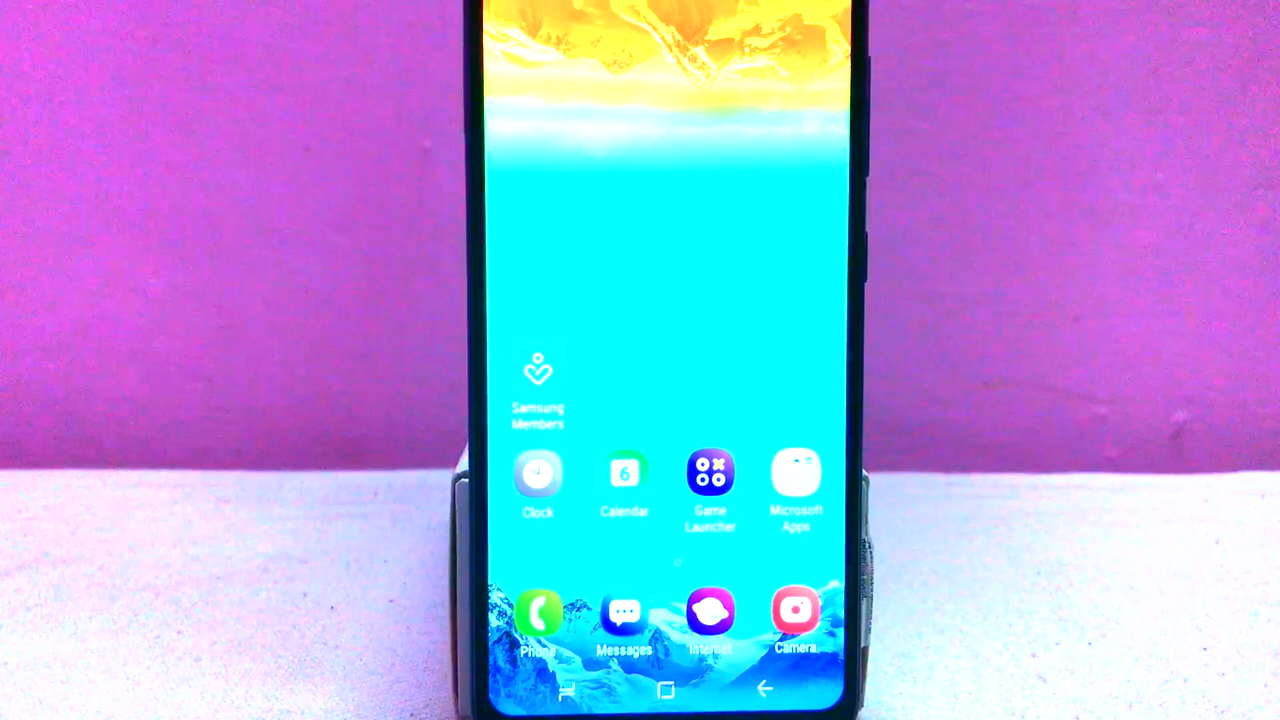 Samsung
Members
6
Clock
Calendar
Game
Launcher
Microsoft
Apps
Phone
Messages
Internet
Camera